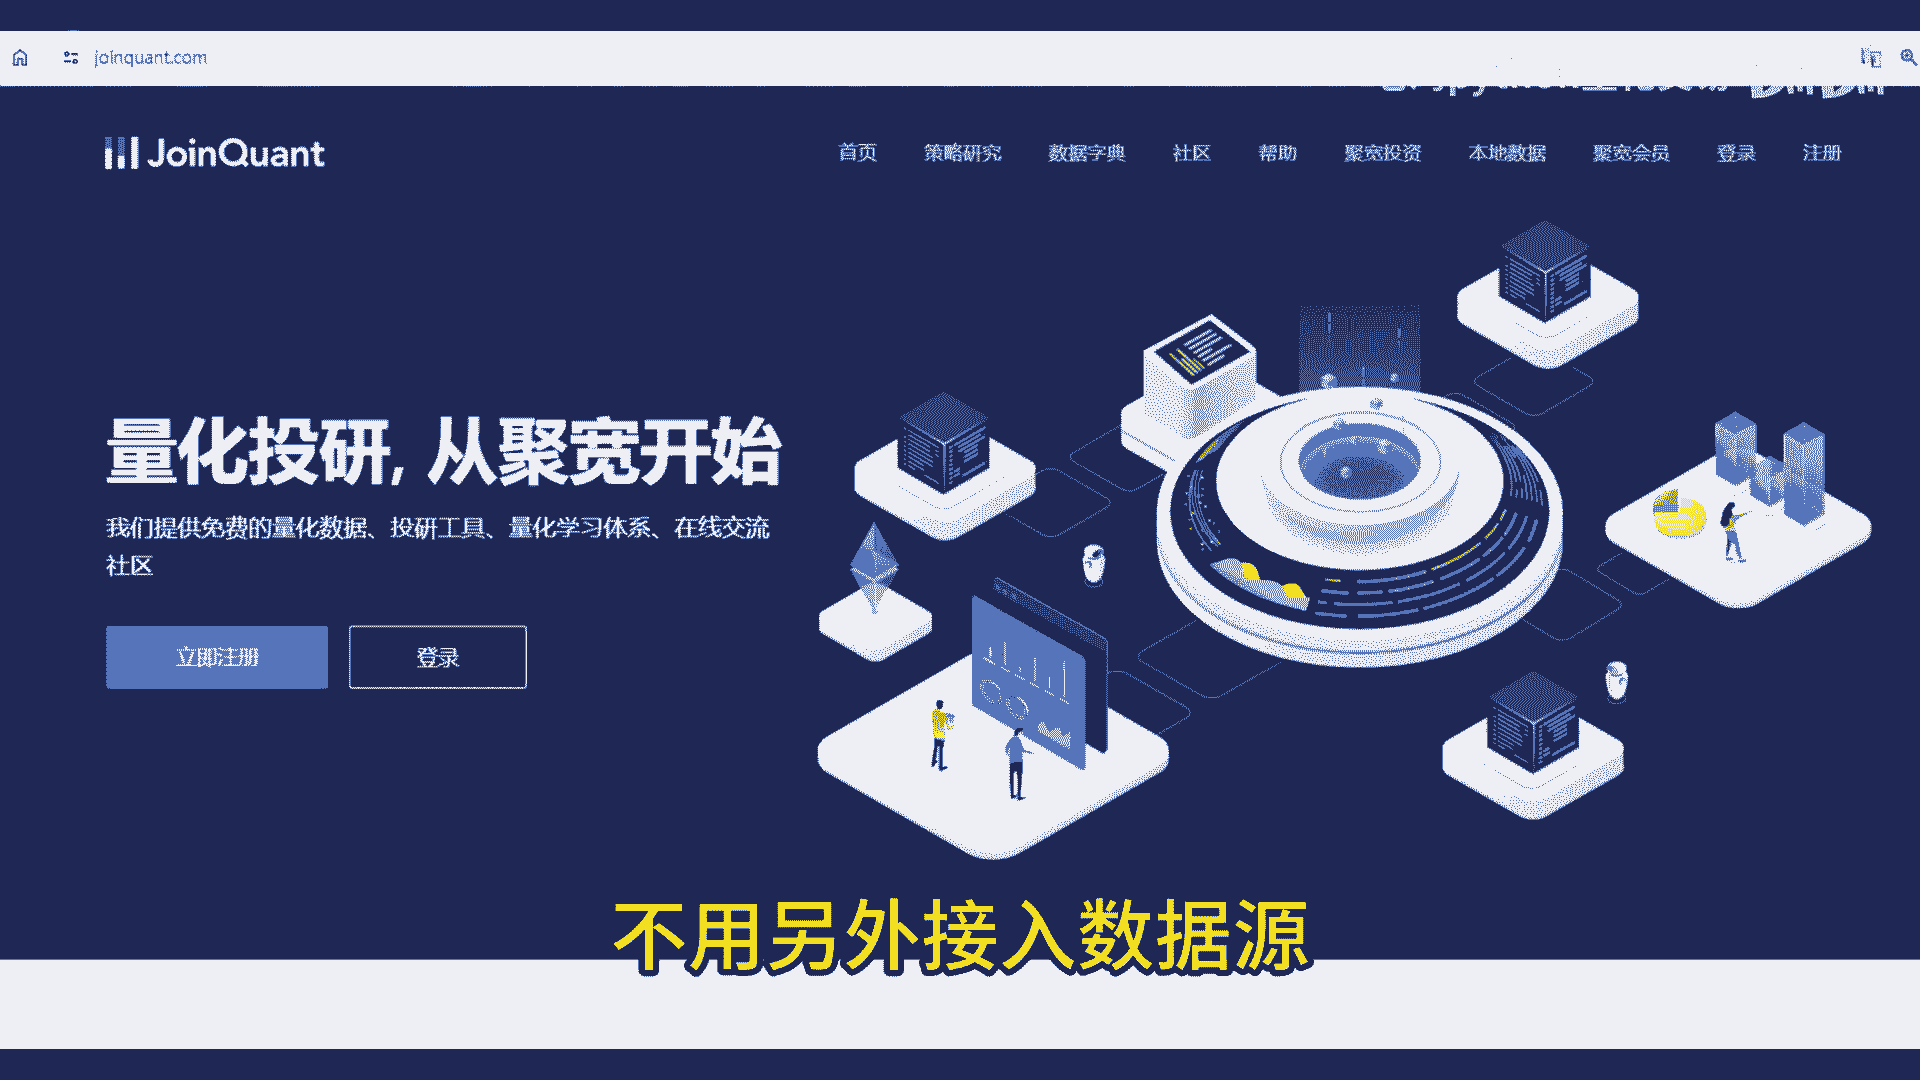 joinquant.com
JoinQuant
首页 策略研究 数据字典 社区 帮助 聚宽投资 本地数据 聚宽会员 登录 注册
量化投研, 从聚宽开始
我们提供免费的量化数据、投研工具、量化学习体系、在线交流
社区
立即注册 登录
不用另外接入数据源